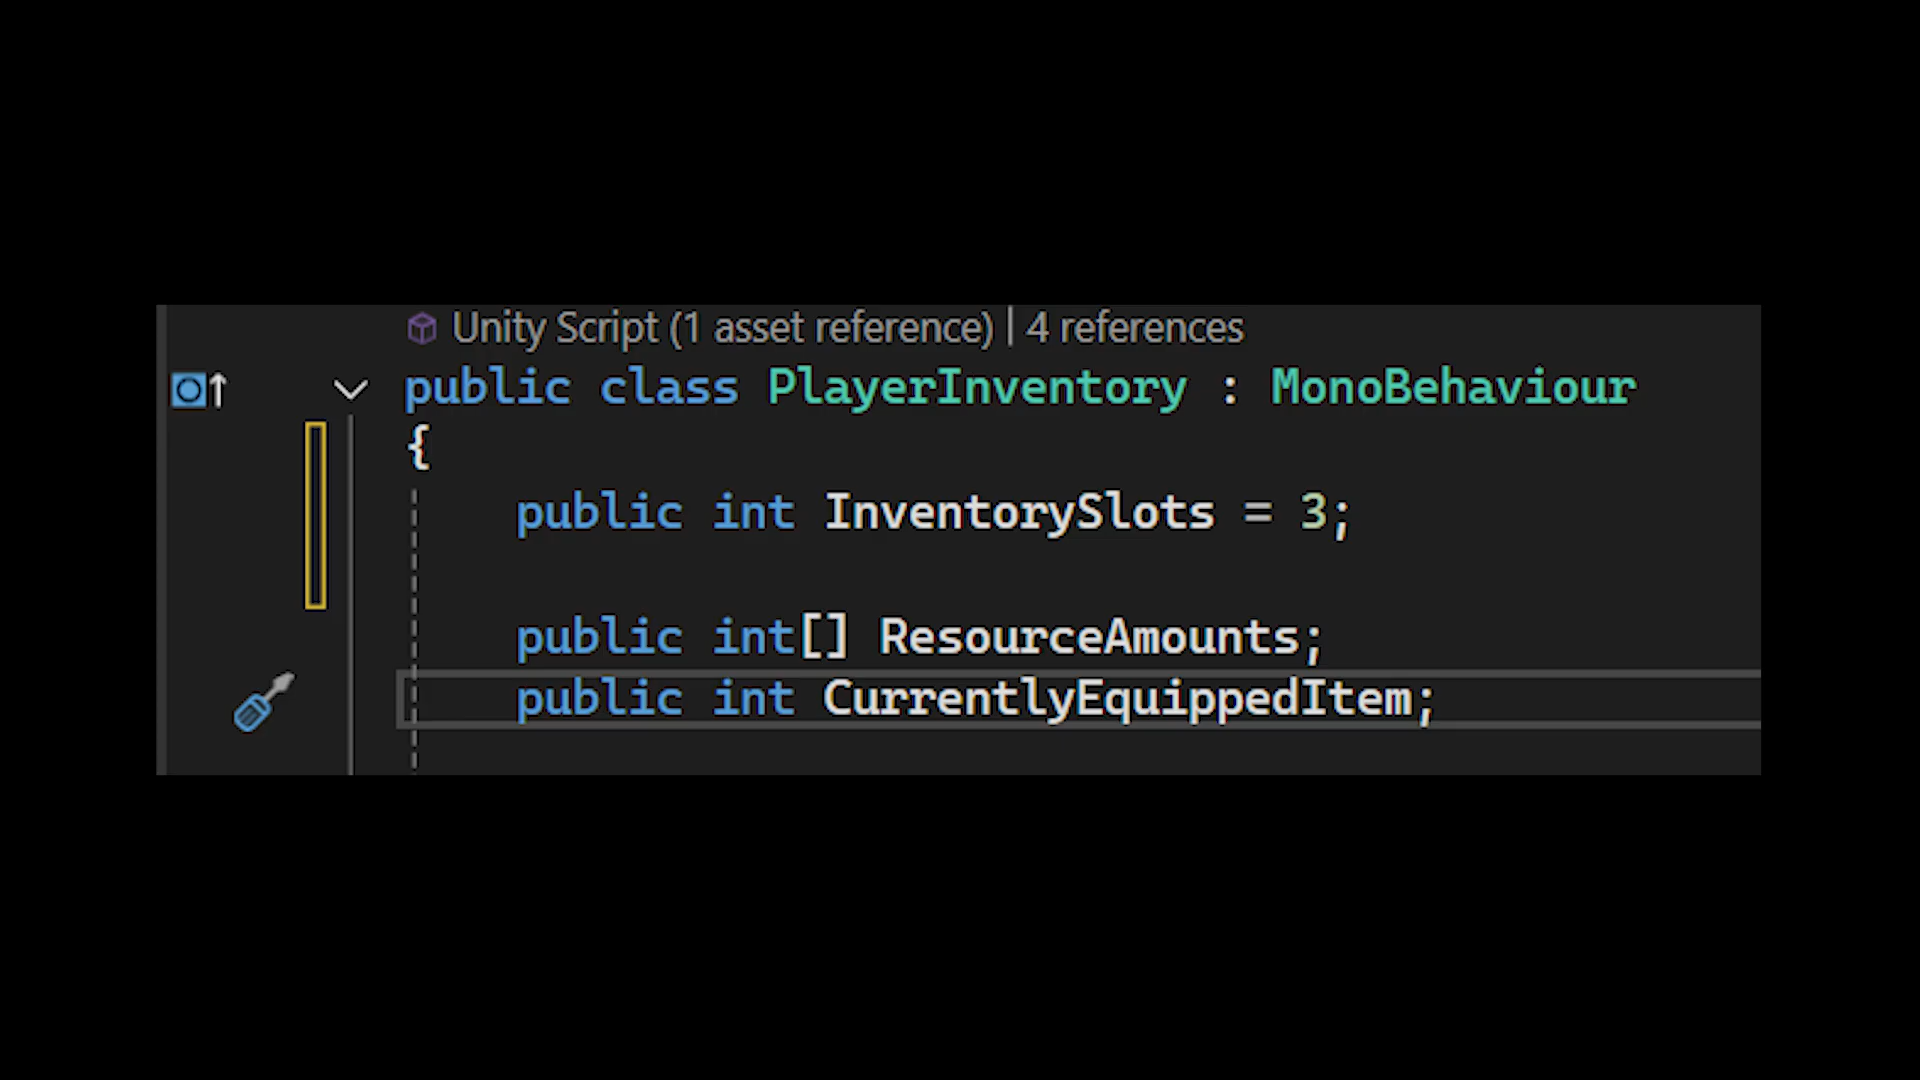 Unity Script (1 asset reference) | 4 references
public class PlayerInventory : MonoBehaviour
{
public int InventorySlots = 3;
public int[] ResourceAmounts;
public int CurrentlyEquippedItem;